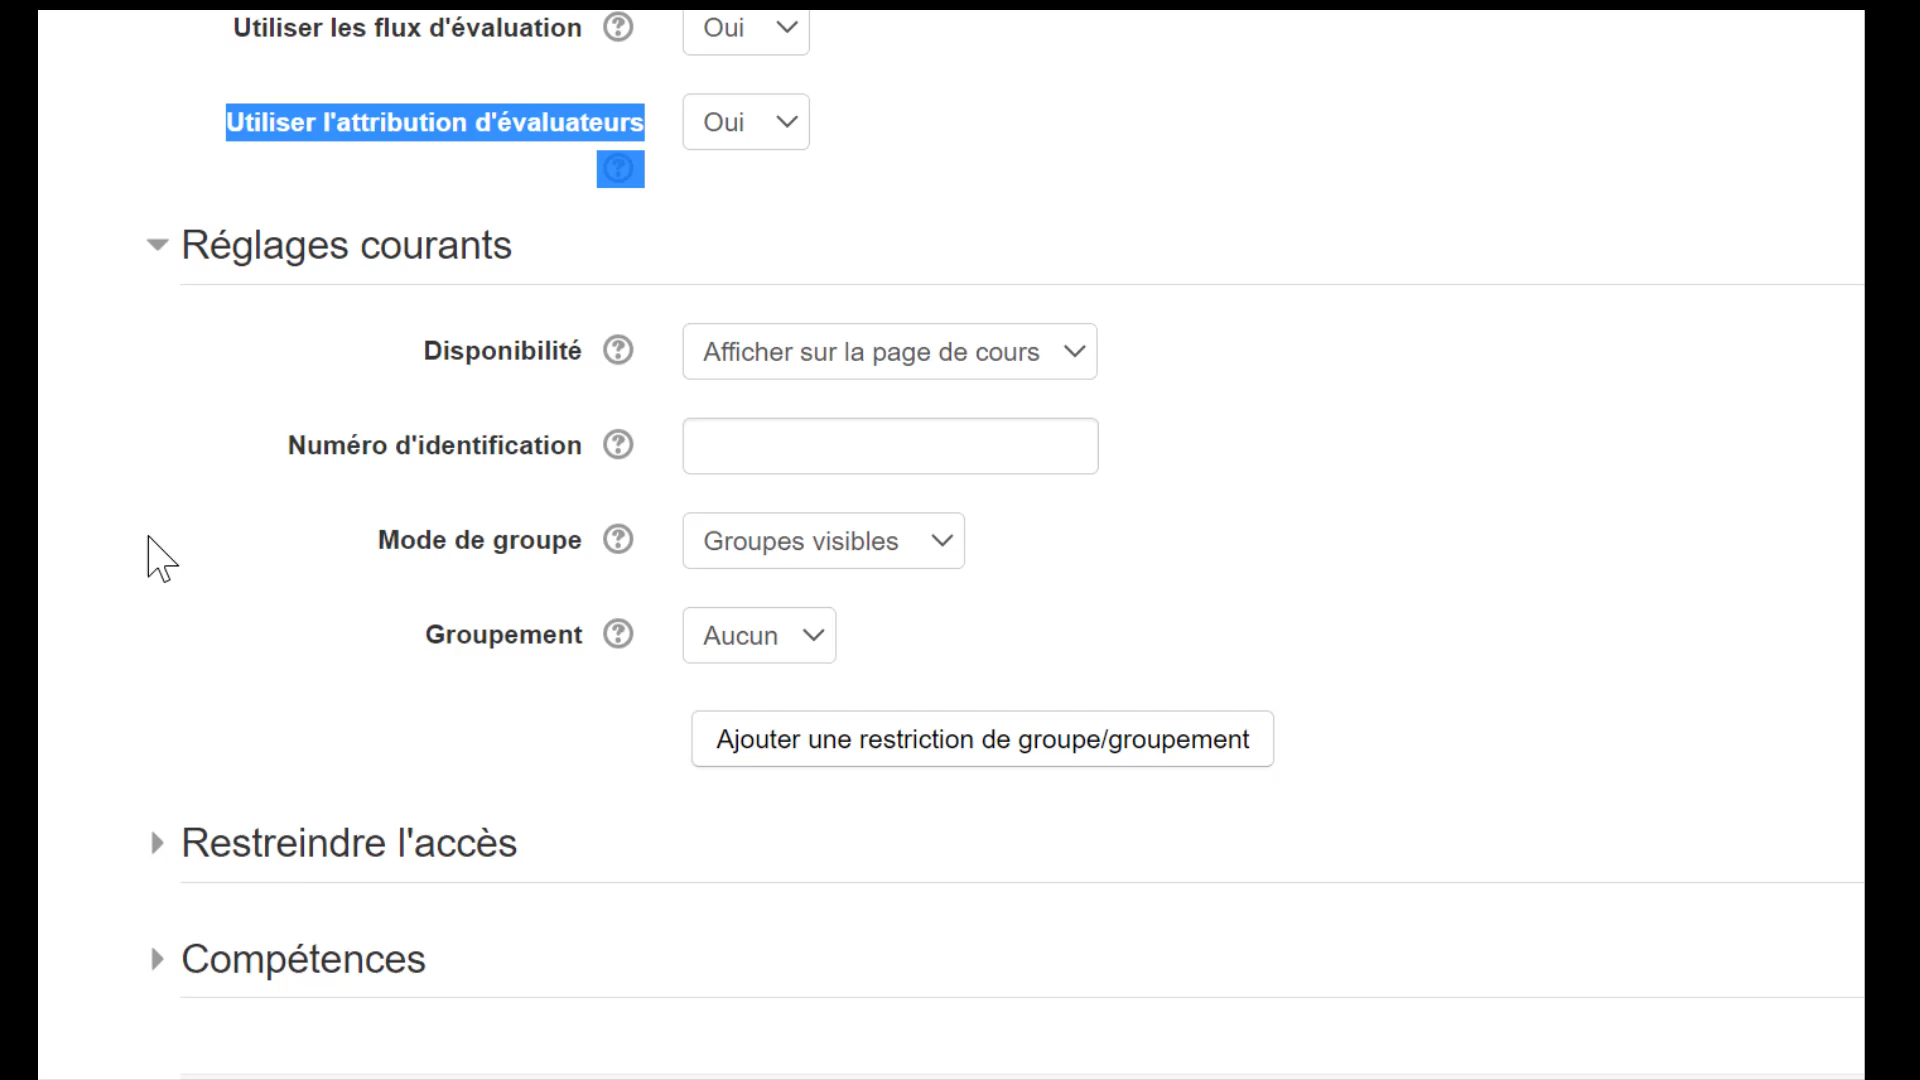 Utiliser les flux d'évaluation Oui
Utiliser l'attribution d'évaluateurs Oui
Réglages courants
Disponibilité Afficher sur la page de cours
Numéro d'identification
Mode de groupe Groupes visibles
Groupement Aucun
Ajouter une restriction de groupe/groupement
Restreindre l'accès
Compétences